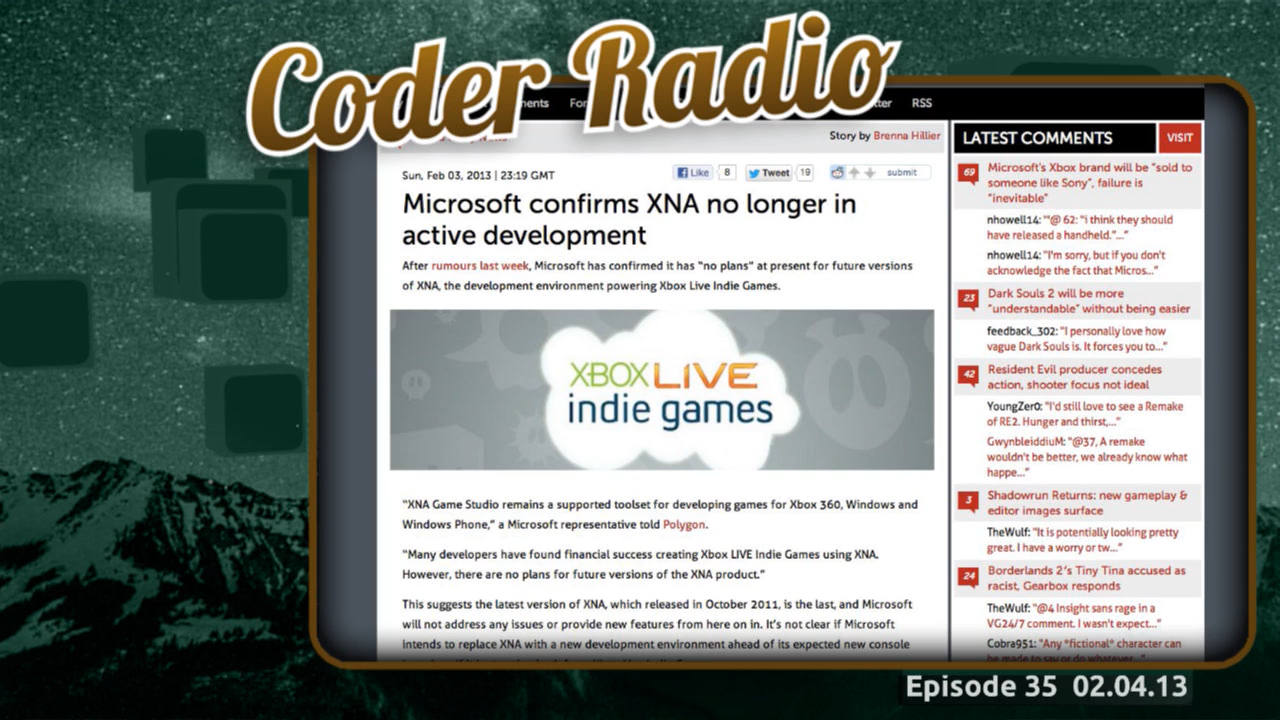 Coder Radio
RSS
Story by Brenna Hillier
Sun, Feb 03, 2013 | 23:19 GMT
Like 8 Tweet 19 submit
Microsoft confirms XNA no longer in
active development
After rumours last week, Microsoft has confirmed it has "no plans" at present for future versions
of XNA, the development environment powering Xbox Live Indie Games.
XBOX LIVE
indie games
"XNA Game Studio remains a supported toolset for developing games for Xbox 360, Windows and
Windows Phone," a Microsoft representative told Polygon.
"Many developers have found financial success creating Xbox LIVE Indie Games using XNA.
However, there are no plans for future versions of the XNA product."
This suggests the latest version of XNA, which released in October 2011, is the last, and Microsoft
will not address any issues or provide new features from here on in. It's not clear if Microsoft
intends to replace XNA with a new development environment ahead of its expected new console
LATEST COMMENTS VISIT
69 Microsoft's Xbox brand will be "sold to
someone like Sony", failure is
"inevitable"
nhowell14: ""@ 62: "i think they should
have released a handheld."..."
nhowell14: "I'm sorry, but if you don't
acknowledge the fact that Micros..."
23 Dark Souls 2 will be more
"understandable" without being easier
feedback_302: "I personally love how
vague Dark Souls is. It forces you to..."
42 Resident Evil producer concedes
action, shooter focus not ideal
YoungZer0: "I'd still love to see a Remake
of RE2. Hunger and thirst,..."
GwynbleiddiuM: "@37, A remake
wouldn't be better, we already know what
happe..."
3 Shadowrun Returns: new gameplay &
editor images surface
TheWulf: "It is potentially looking pretty
great. I have a worry or tw..."
24 Borderlands 2's Tiny Tina accused as
racist, Gearbox responds
TheWulf: "@4 Insight sans rage in a
VG24/7 comment. I wasn't expect..."
Cobra951: "Any *fictional* character can
be made to say or do whatever..."
Episode 35 02.04.13